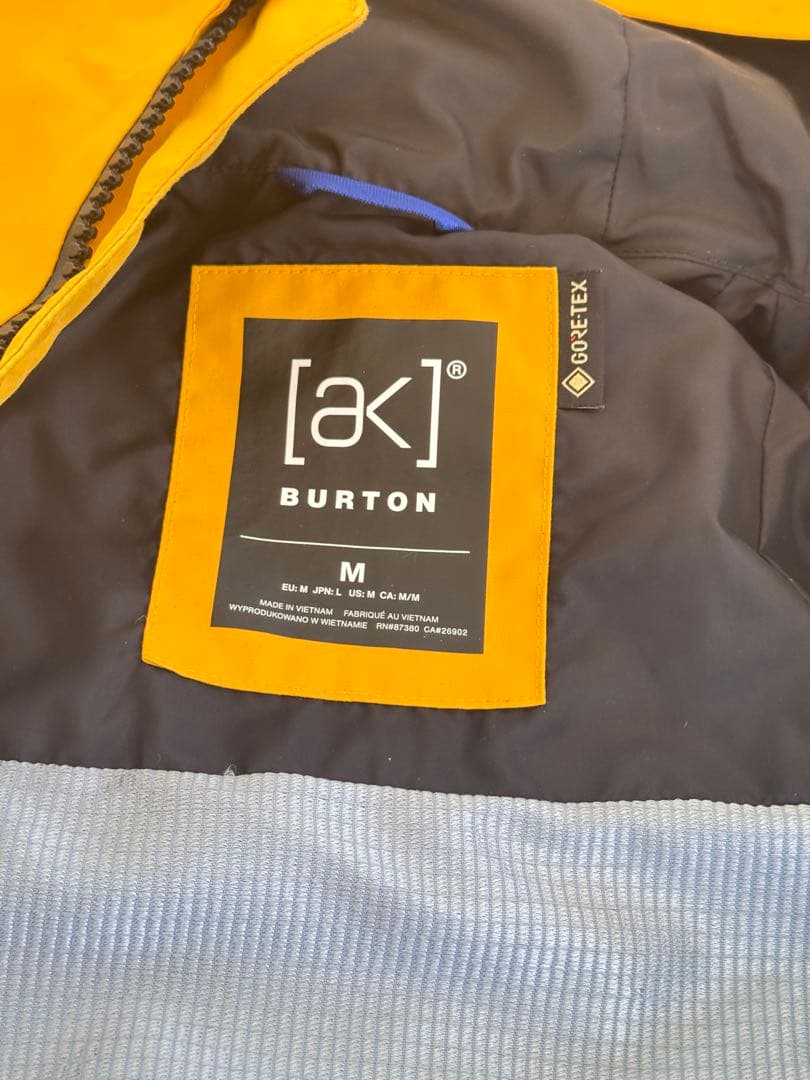 [ak]®
BURTON
M
EU: M JPN: L US: M CA: M/M
MADE IN VIETNAM FABRIQUÉ AU VIETNAM
WYPRODUKOWANO W WIETNAMIE RN#87380 CA#26902
GORE-TEX